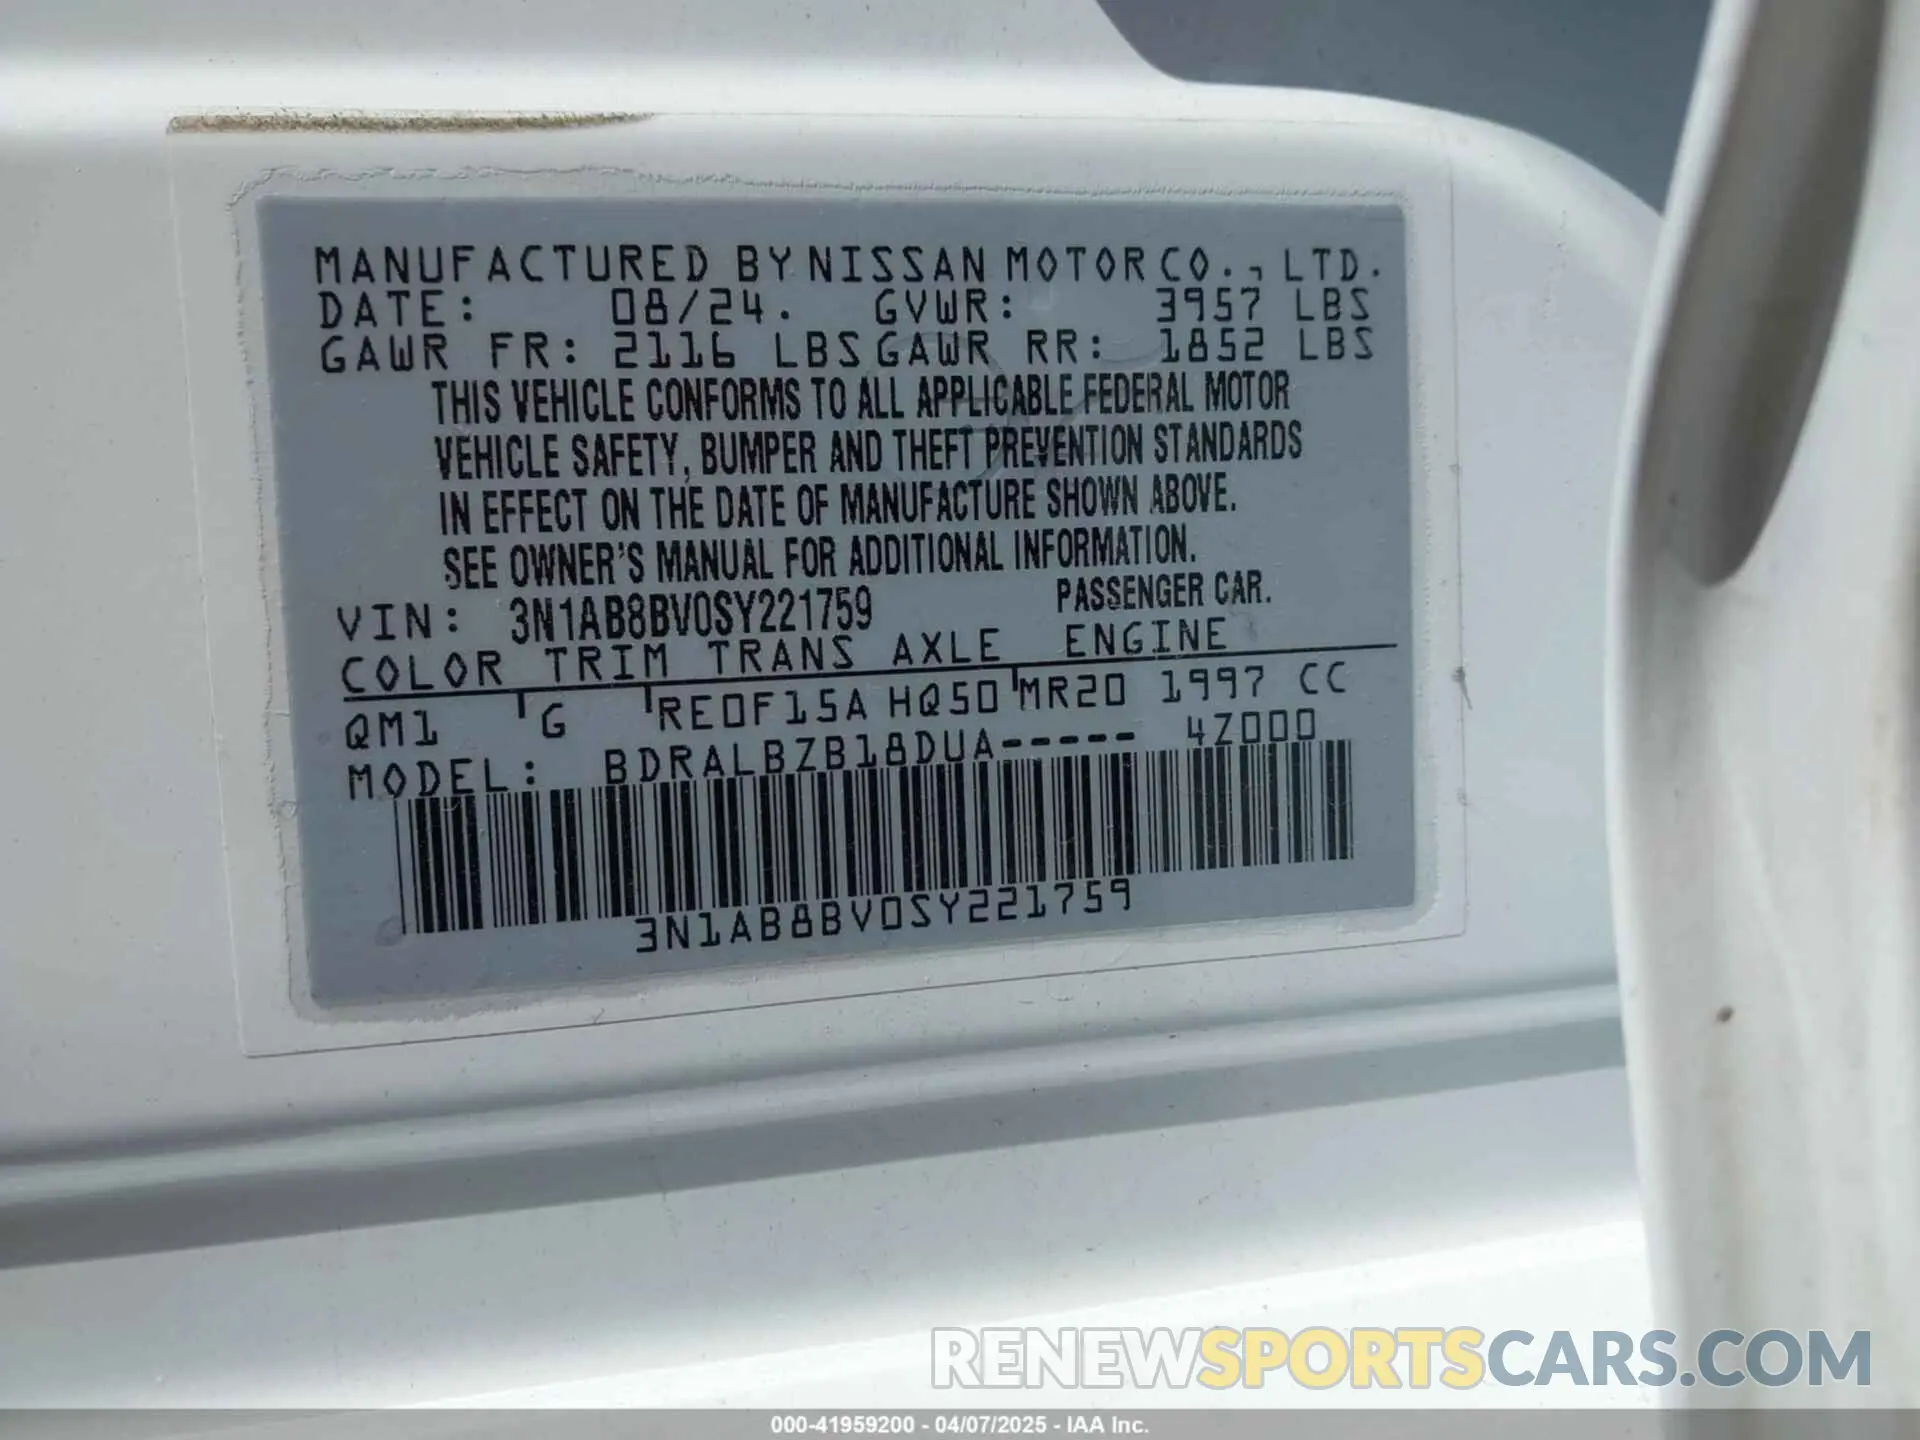 MANUFACTURED BY NISSAN MOTOR CO., LTD.
DATE: 08/24. GVWR: 3957 LBS
GAWR FR: 2116 LBS GAWR RR: 1852 LBS
THIS VEHICLE CONFORMS TO ALL APPLICABLE FEDERAL MOTOR
VEHICLE SAFETY, BUMPER AND THEFT PREVENTION STANDARDS
IN EFFECT ON THE DATE OF MANUFACTURE SHOWN ABOVE.
SEE OWNER'S MANUAL FOR ADDITIONAL INFORMATION.
VIN: 3N1AB8BV0SY221759 PASSENGER CAR.
COLOR TRIM TRANS AXLE ENGINE
QM1 G RE0F15A HQ50 MR20 1997 CC
MODEL: BDRALBZB18DUA----- 4Z000
3N1AB8BV0SY221759
RENEWSPORTSCARS.COM
000-41959200 - 04/07/2025 - IAA Inc.